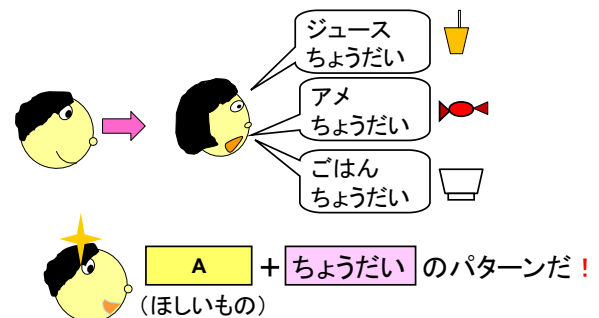 ジュース
ちょうだい
アメ
ちょうだい
ごはん
ちょうだい
A + ちょうだい のパターンだ！
（ほしいもの）